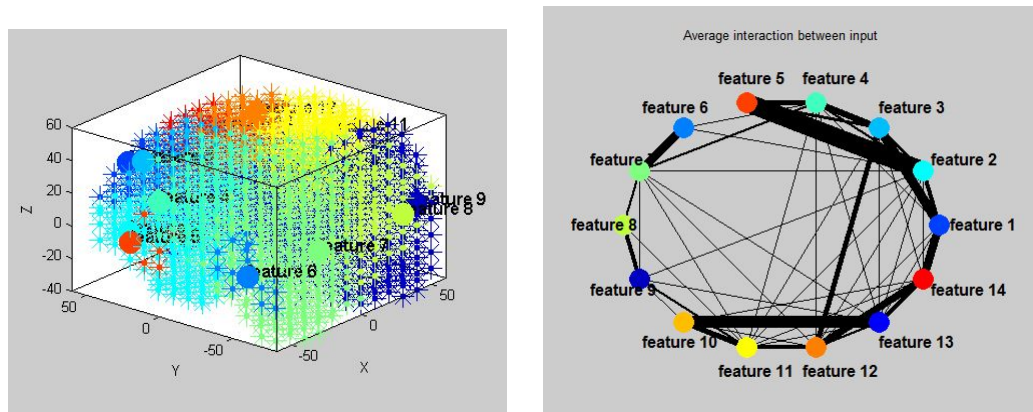 60
40
20
0
-20
-40
Z
50
0
-50
Y
-50
0
50
X
feature 9
feature 8
feature 6
Average interaction between input
feature 5
feature 4
feature 6
feature 3
feature 2
feature 8
feature 1
feature 9
feature 14
feature 10
feature 13
feature 11
feature 12